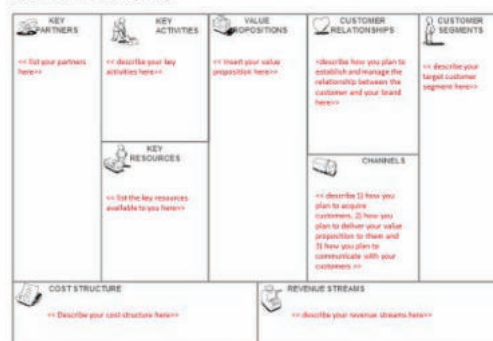 KEY
PARTNERS
<< list your partners
here>>
KEY
ACTIVITIES
<< describe your key
activities here>>
KEY
RESOURCES
<< list the key resources
available to you here>>
VALUE
PROPOSITIONS
<< Insert your value
proposition here>>
CUSTOMER
RELATIONSHIPS
<describe how you plan to
establish and manage the
relationship between the
customer and your brand
here>>
CHANNELS
<< describe 1) how you
plan to acquire
customers, 2) how you
plan to deliver your value
proposition to them and
3) how you plan to
communicate with your
customers >>
CUSTOMER
SEGMENTS
<< describe your
target customer
segment here>>
COST STRUCTURE
<< Describe your cost structure here>>
REVENUE STREAMS
<< describe your revenue streams here>>